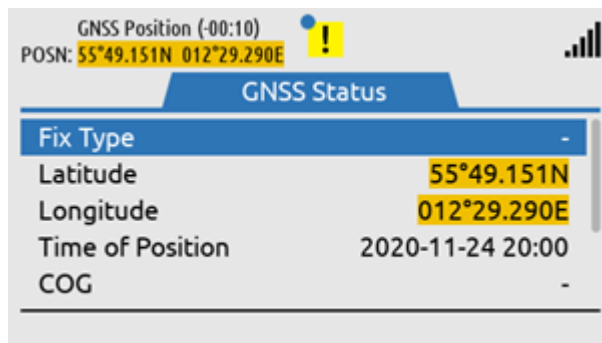 GNSS Position (-00:10)
POSN: 55°49.151N 012°29.290E
!
GNSS Status
Fix Type -
Latitude 55°49.151N
Longitude 012°29.290E
Time of Position 2020-11-24 20:00
COG -